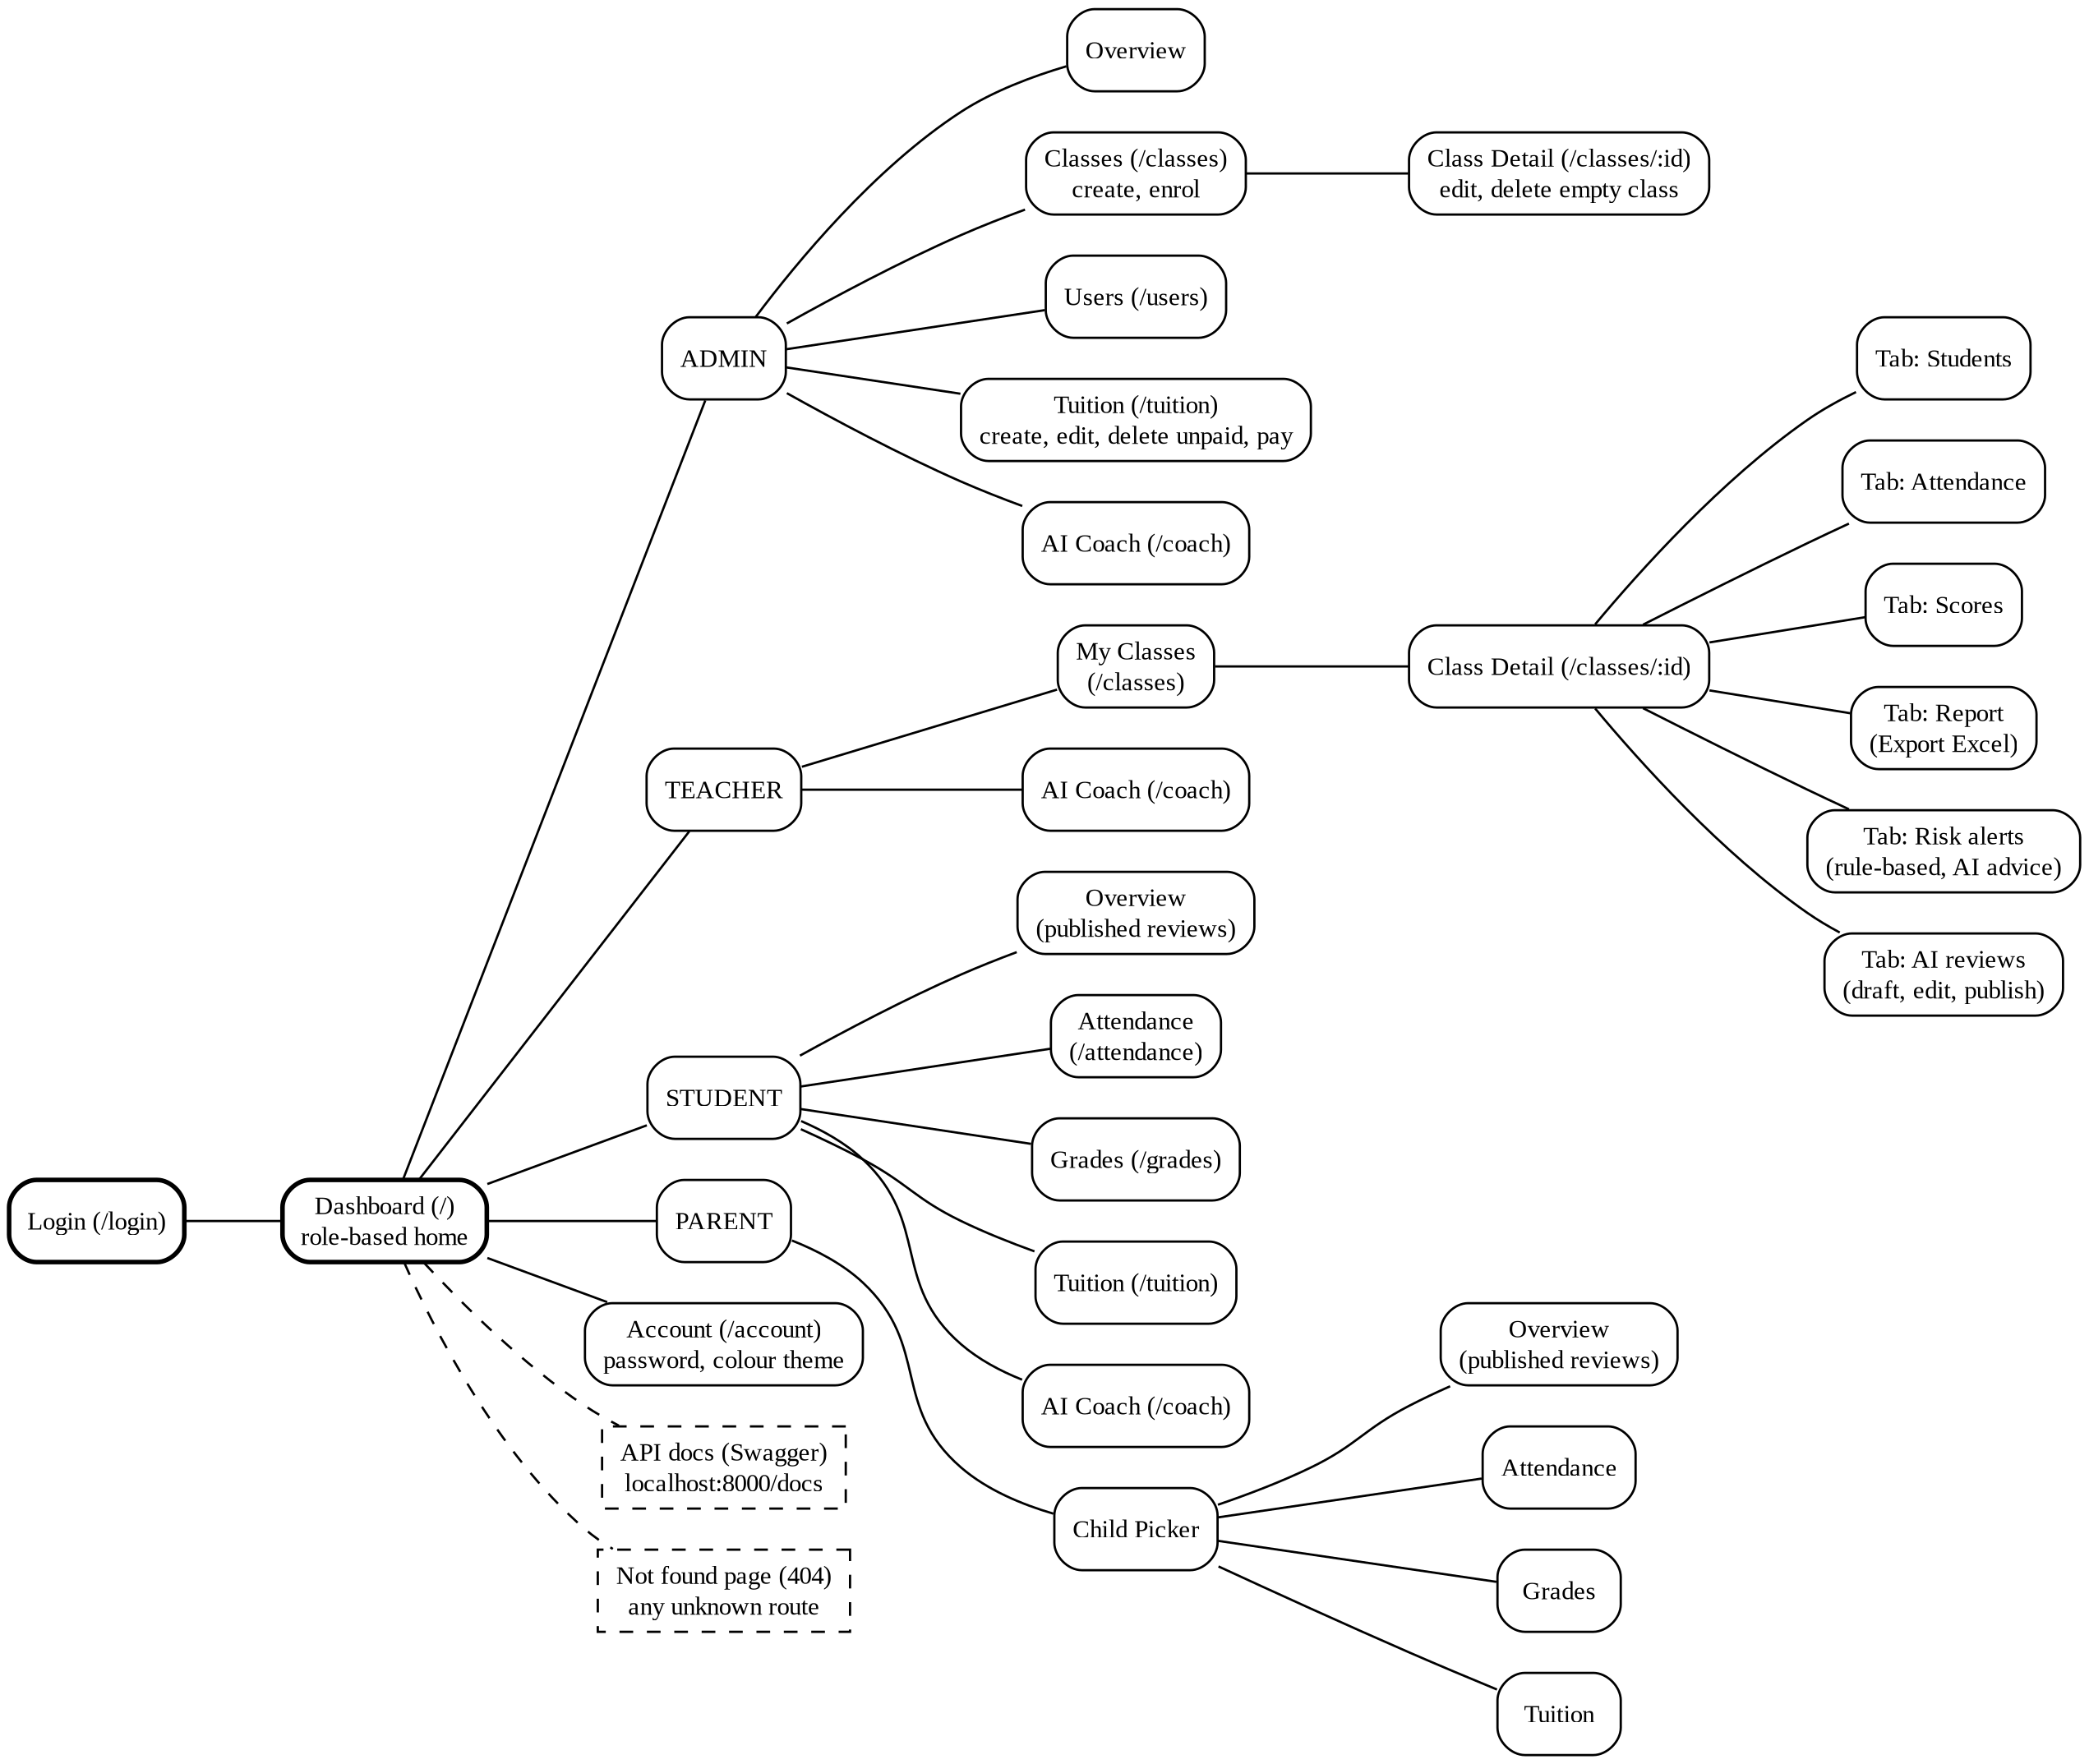 Login (/login)
Dashboard (/)
role-based home
ADMIN
Overview
Classes (/classes)
create, enrol
Class Detail (/classes/:id)
edit, delete empty class
Users (/users)
Tuition (/tuition)
create, edit, delete unpaid, pay
AI Coach (/coach)
TEACHER
My Classes
(/classes)
Class Detail (/classes/:id)
Tab: Students
Tab: Attendance
Tab: Scores
Tab: Report
(Export Excel)
Tab: Risk alerts
(rule-based, AI advice)
Tab: AI reviews
(draft, edit, publish)
AI Coach (/coach)
STUDENT
Overview
(published reviews)
Attendance
(/attendance)
Grades (/grades)
Tuition (/tuition)
AI Coach (/coach)
PARENT
Child Picker
Overview
(published reviews)
Attendance
Grades
Tuition
Account (/account)
password, colour theme
API docs (Swagger)
localhost:8000/docs
Not found page (404)
any unknown route